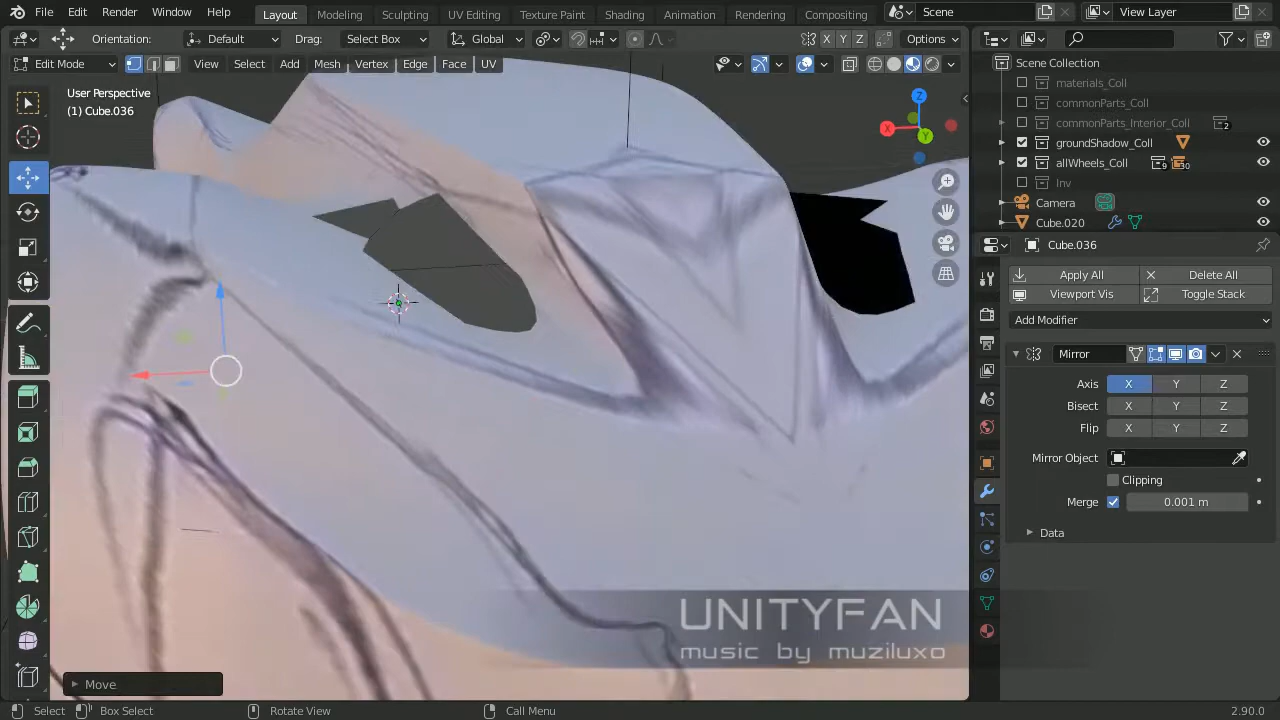 File Edit Render Window Help Layout Modeling Sculpting UV Editing Texture Paint Shading Animation Rendering Compositing Scene View Layer
Orientation: Default Drag: Select Box Global X Y Z Options
Edit Mode View Select Add Mesh Vertex Edge Face UV
User Perspective
(1) Cube.036
Z
X
Y
UNITYFAN
music by muziluxo
Move
Scene Collection
materials_Coll
commonParts_Coll
commonParts_Interior_Coll 2
groundShadow_Coll
allWheels_Coll 9 30
Inv
Camera
Cube.020
Cube.036
Apply All Delete All
Viewport Vis Toggle Stack
Add Modifier
Mirror
Axis X Y Z
Bisect X Y Z
Flip X Y Z
Mirror Object
Clipping
Merge 0.001 m
Data
Select Box Select Rotate View Call Menu 2.90.0